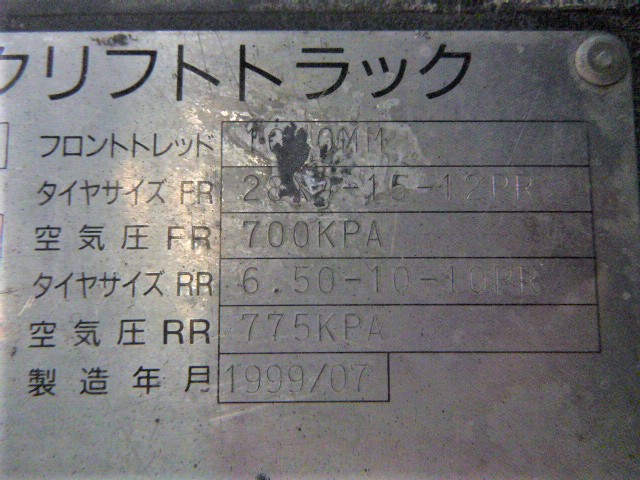 クリフトトラック
フロントトレッド
タイヤサイズ FR
空気圧 FR 700KPA
タイヤサイズ RR 6.50-10-10PR
空気圧 RR 775KPA
製造年月 1999/07